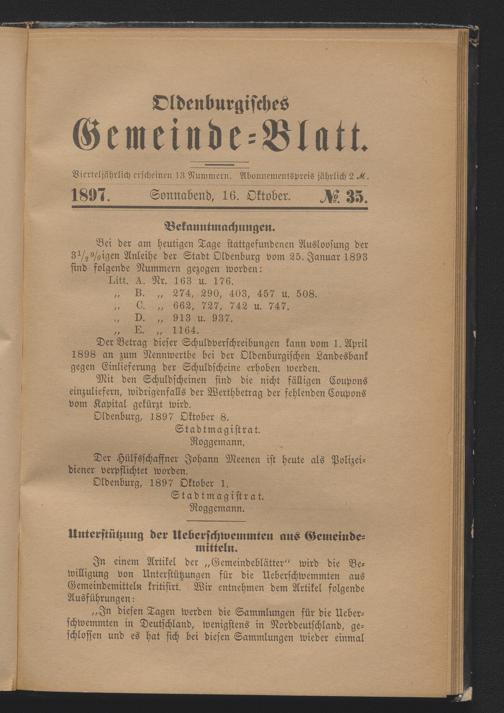 Oldenburgisches
Gemeinde-Blatt.
Vierteljährlich erscheinen 13 Nummern. Abonnementspreis jährlich 2 M.
1897. Sonnabend, 16. Oktober. № 35.
Bekanntmachungen.
Bei der am heutigen Tage stattgefundenen Ausloosung der
3½%igen Anleihe der Stadt Oldenburg vom 25. Januar 1893
sind folgende Nummern gezogen worden:
Litt. A. Nr. 163 u. 176.
„ B. „ 274, 290, 403, 457 u. 508.
„ C. „ 662, 727, 742 u. 747.
„ D. „ 913 u. 937.
„ E. „ 1164.
Der Betrag dieser Schuldverschreibungen kann vom 1. April
1898 an zum Nennwerthe bei der Oldenburgischen Landesbank
gegen Einlieferung der Schuldscheine erhoben werden.
Mit den Schuldscheinen sind die nicht fälligen Coupons
einzuliefern, widrigenfalls der Werthbetrag der fehlenden Coupons
vom Kapital gekürzt wird.
Oldenburg, 1897 Oktober 8.
Stadtmagistrat.
Roggemann.
Der Hülfsschaffner Johann Meenen ist heute als Polizei-
diener verpflichtet worden.
Oldenburg, 1897 Oktober 1.
Stadtmagistrat.
Roggemann.
Unterstützung der Ueberschwemmten aus Gemeinde-
mitteln.
In einem Artikel der „Gemeindeblätter" wird die Be-
willigung von Unterstützungen für die Ueberschwemmten aus
Gemeindemitteln kritisirt. Wir entnehmen dem Artikel folgende
Ausführungen:
„In diesen Tagen werden die Sammlungen für die Ueber-
schwemmten in Deutschland, wenigstens in Norddeutschland, ge-
schlossen und es hat sich bei diesen Sammlungen wieder einmal